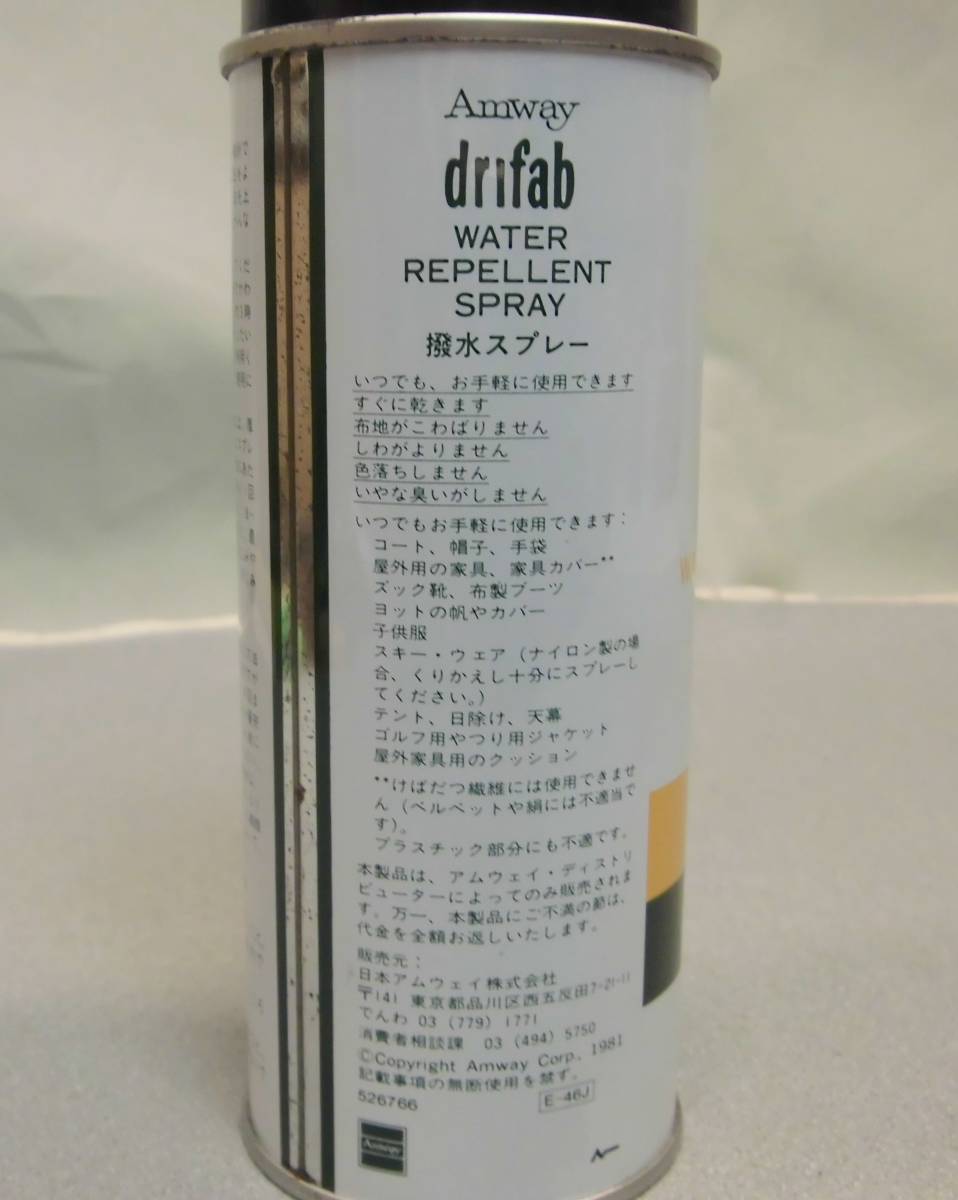 Amway
drifab
WATER
REPELLENT
SPRAY
撥水スプレー
いつでも、お手軽に使用できます
すぐに乾きます
布地がこわばりません
しわがよりません
色落ちしません
いやな臭いがしません
いつでもお手軽に使用できます:
コート、帽子、手袋
屋外用の家具、家具カバー**
ズック靴、布製ブーツ
ヨットの帆やカバー
子供服
スキー・ウェア（ナイロン製の場
合、くりかえし十分にスプレーし
てください。）
テント、日除け、天幕
ゴルフ用やつり用ジャケット
屋外家具用のクッション
**けばだつ繊維には使用できませ
ん（ベルベットや絹には不適当で
す）。
プラスチック部分にも不適です。
本製品は、アムウェイ・ディストリ
ビューターによってのみ販売されま
す。万一、本製品にご不満の節は、
代金を全額お返しいたします。
販売元:
日本アムウェイ株式会社
〒141 東京都品川区西五反田7-21-11
でんわ 03 (779) 1771
消費者相談課 03 (494) 5750
©Copyright Amway Corp., 1981
記載事項の無断使用を禁ず。
526766
E-46J
Amway